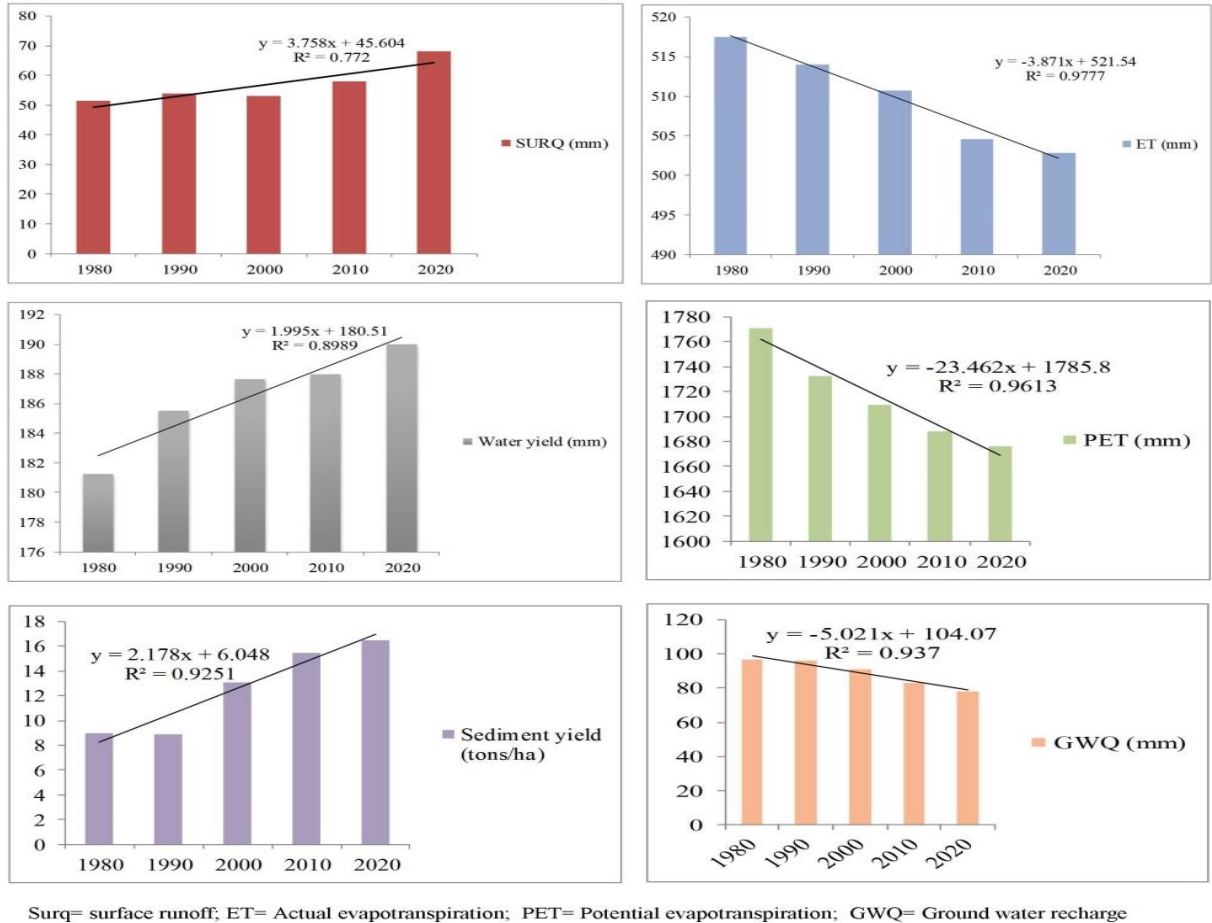 80
70
60
50
40
30
20
10
0
y = 3.758x + 45.604
R² = 0.772
SURQ (mm)
1980 1990 2000 2010 2020
520
515
510
505
500
495
490
y = -3.871x + 521.54
R² = 0.9777
ET (mm)
1980 1990 2000 2010 2020
192
190
188
186
184
182
180
178
176
y = 1.995x + 180.51
R² = 0.8989
Water yield (mm)
1980 1990 2000 2010 2020
1780
1760
1740
1720
1700
1680
1660
1640
1620
1600
y = -23.462x + 1785.8
R² = 0.9613
PET (mm)
1980 1990 2000 2010 2020
18
16
14
12
10
8
6
4
2
0
y = 2.178x + 6.048
R² = 0.9251
Sediment yield
(tons/ha)
1980 1990 2000 2010 2020
120
100
80
60
40
20
0
y = -5.021x + 104.07
R² = 0.937
GWQ (mm)
1980 1990 2000 2010 2020
Surq= surface runoff; ET= Actual evapotranspiration; PET= Potential evapotranspiration; GWQ= Ground water recharge